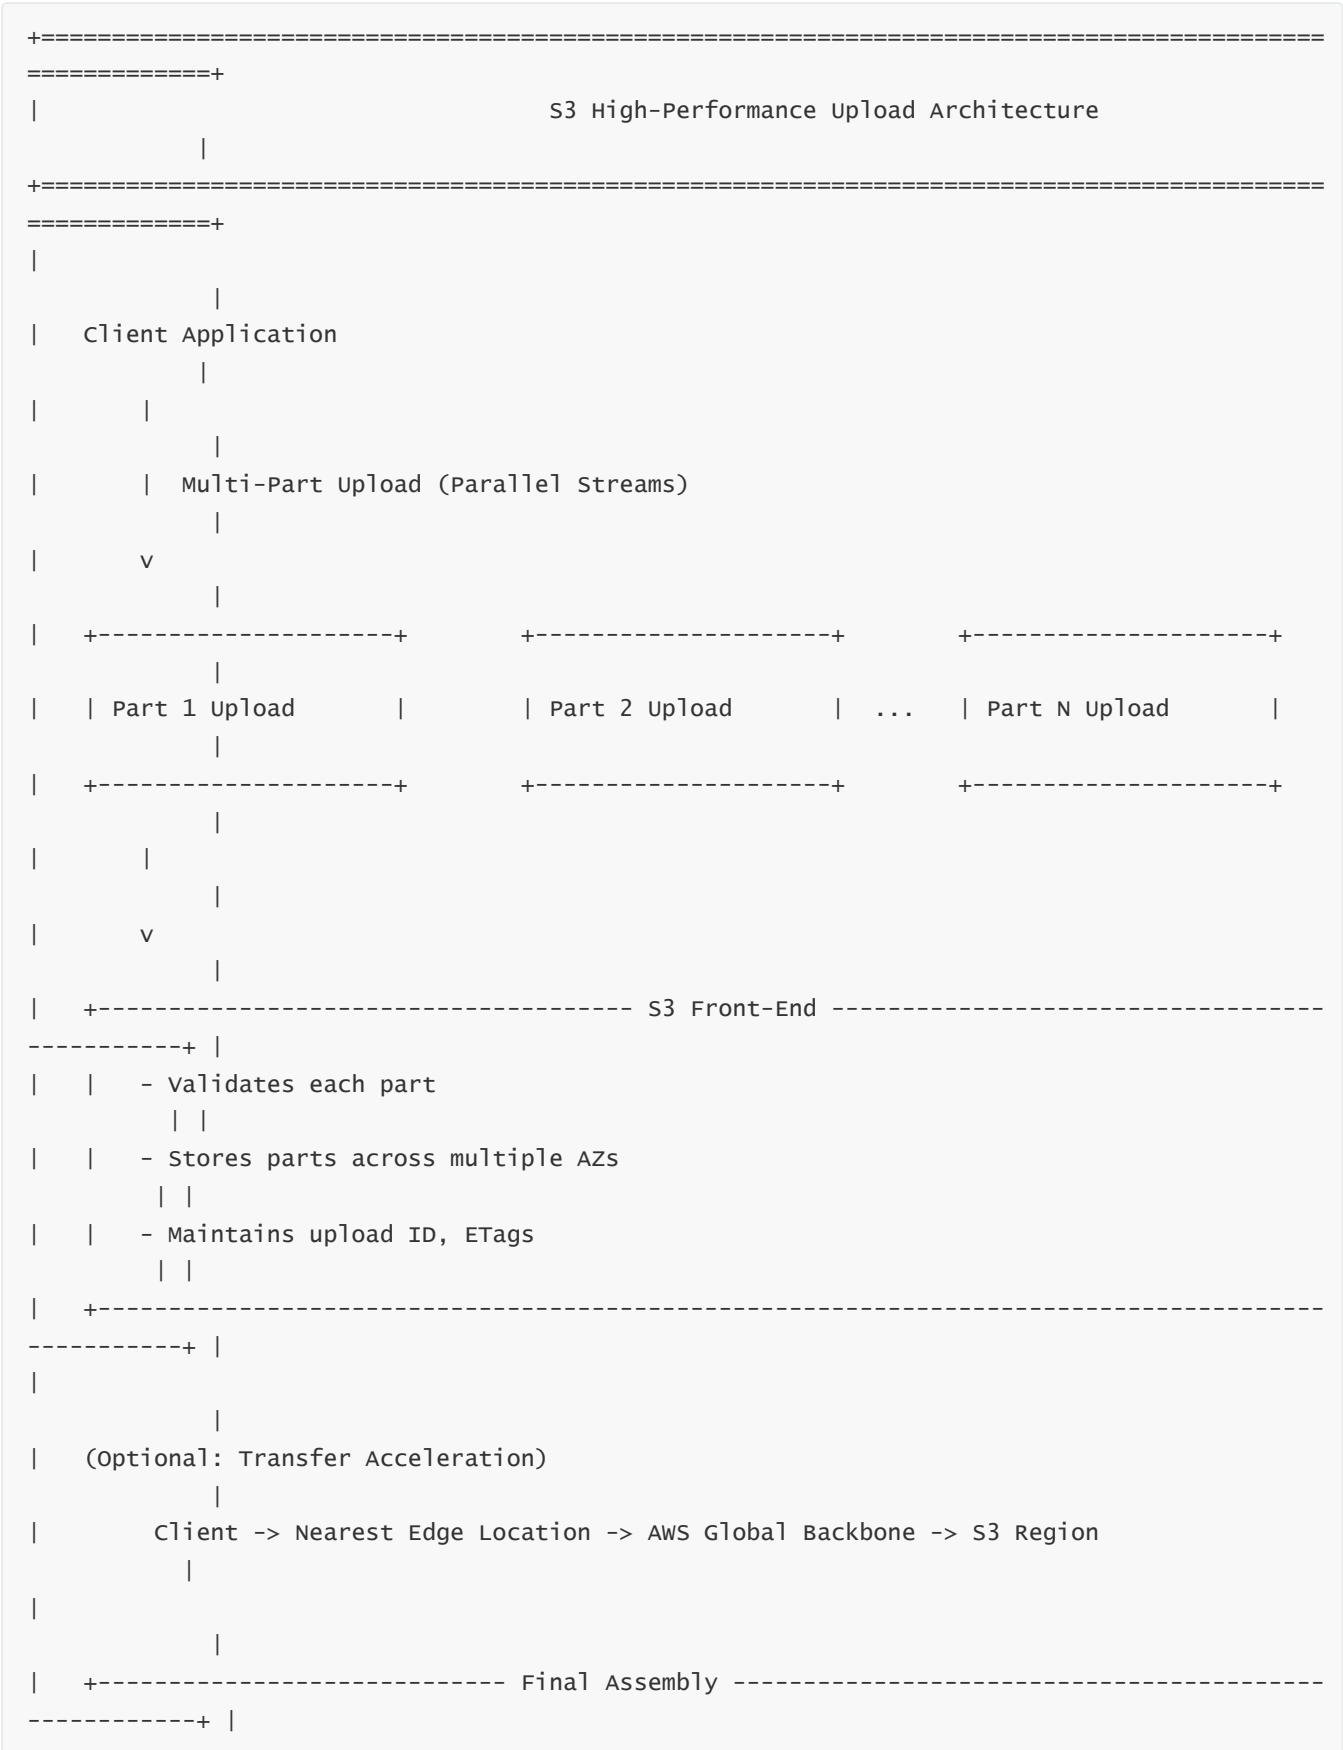 +===========================================================================================
=============+
|                                    S3 High-Performance Upload Architecture
            |
+===========================================================================================
=============+
|
             |
|   Client Application
            |
|       |
             |
|       |  Multi-Part Upload (Parallel Streams)
             |
|       v
             |
|   +---------------------+        +---------------------+        +--------------------+
             |
|   | Part 1 Upload       |        | Part 2 Upload       |  ...   | Part N Upload       |
             |
|   +---------------------+        +---------------------+        +--------------------+
             |
|       |
             |
|       v
             |
|   +-------------------------------------- S3 Front-End -----------------------------------
-----------+ |
|   |   - Validates each part
          | |
|   |   - Stores parts across multiple AZs
         | |
|   |   - Maintains upload ID, ETags
         | |
|   +---------------------------------------------------------------------------------------
-----------+ |
|
             |
|   (Optional: Transfer Acceleration)
             |
|        Client -> Nearest Edge Location -> AWS Global Backbone -> S3 Region
           |
|
             |
|   +----------------------------- Final Assembly ------------------------------------------
------------+ |